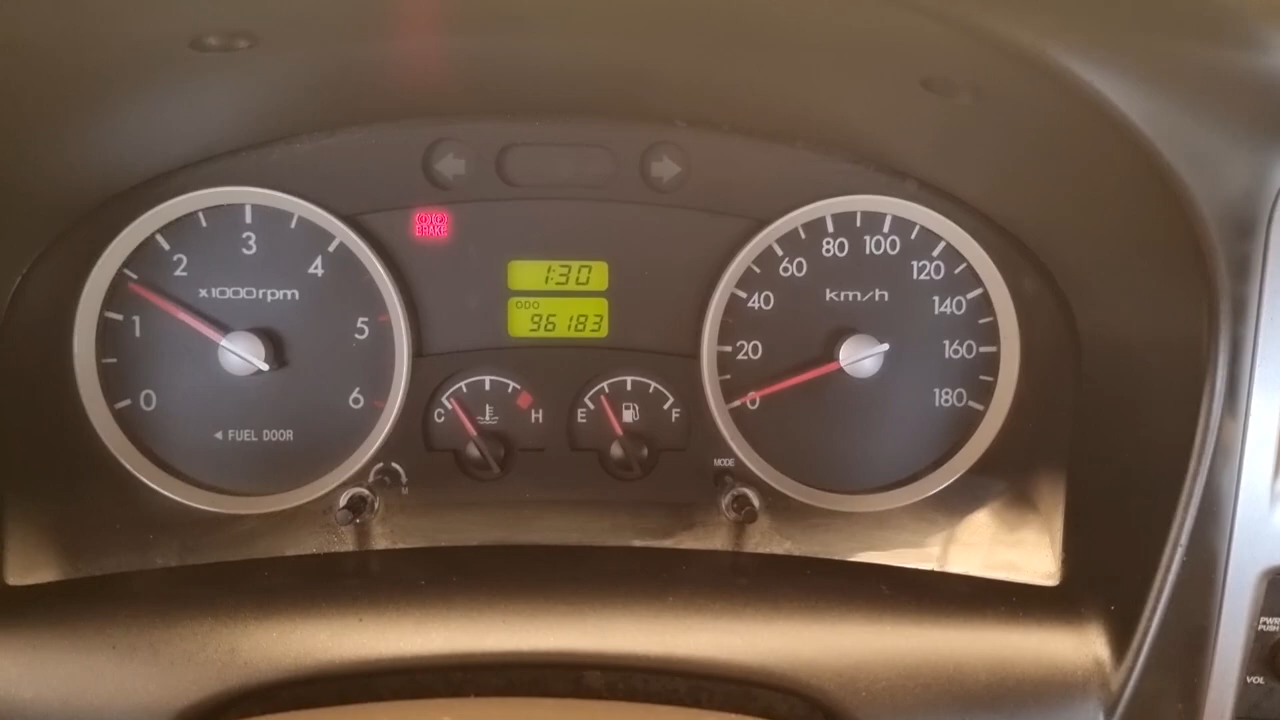 BRAKE
1:30
ODO
96183
0
1
2
3
4
5
6
x1000rpm
◄ FUEL DOOR
C H
E F
0
20
40
60
80
100
120
140
160
180
km/h
M
MODE
PWR
PUSH
VOL